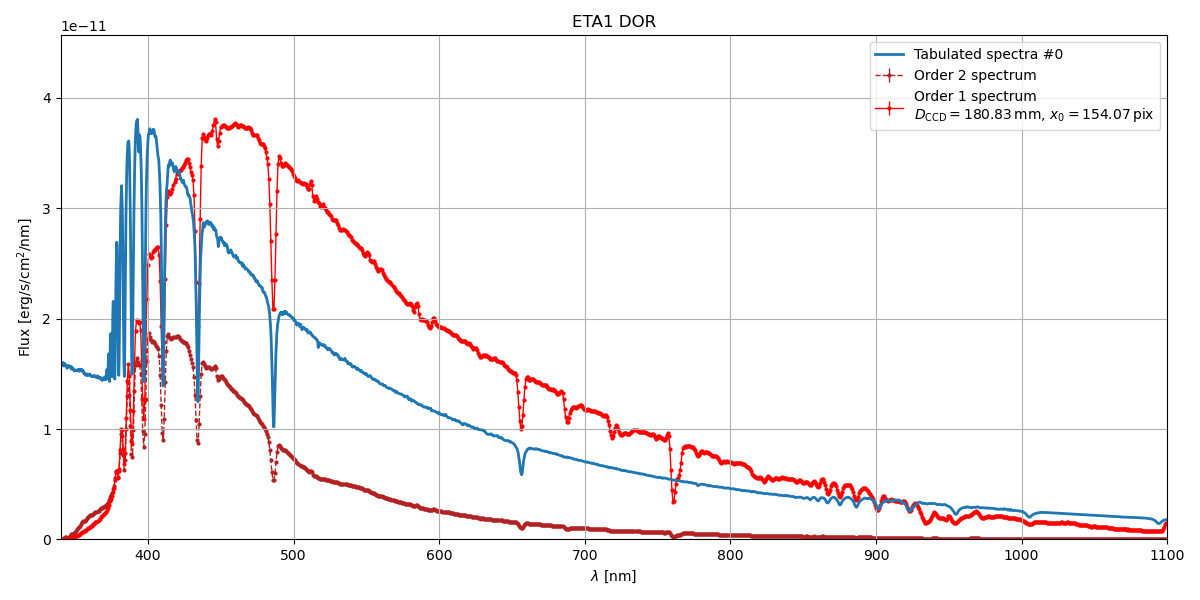 ETA1 DOR
1e−11
Tabulated spectra #0
Order 2 spectrum
Order 1 spectrum
D_CCD = 180.83 mm, x_0 = 154.07 pix
Flux [erg/s/cm²/nm]
4
3
2
1
0
400 500 600 700 800 900 1000 1100
λ [nm]